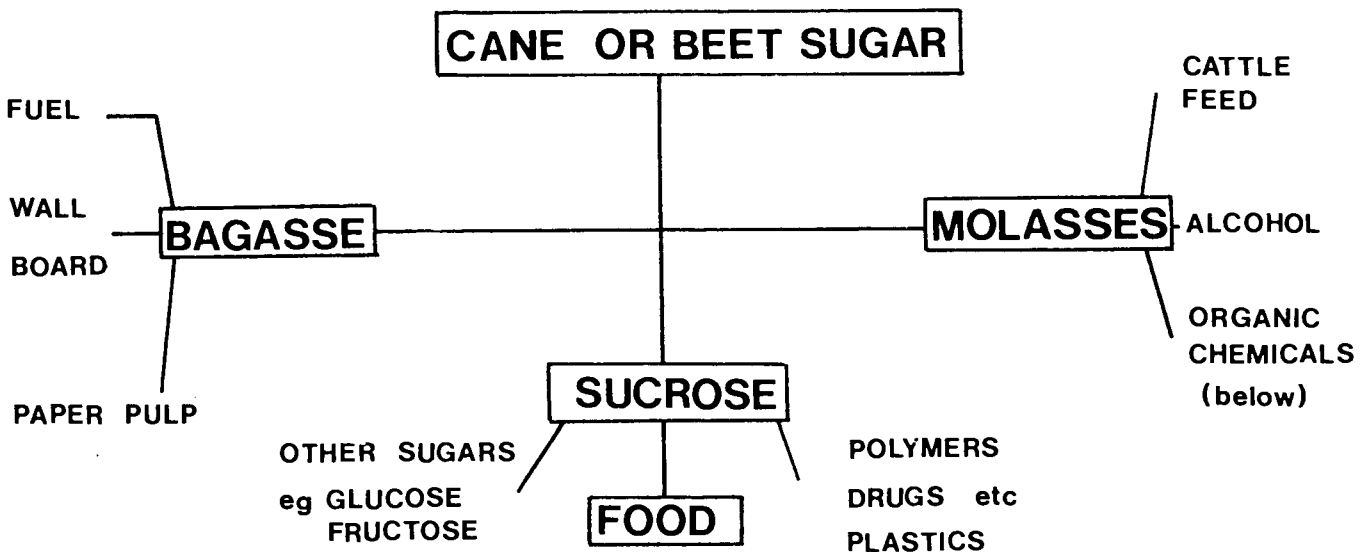 CANE OR BEET SUGAR
CATTLE
FEED
FUEL
WALL
BOARD
BAGASSE
PAPER PULP
MOLASSES
ALCOHOL
ORGANIC
CHEMICALS
(below)
SUCROSE
OTHER SUGARS
eg GLUCOSE
FRUCTOSE
FOOD
POLYMERS
DRUGS etc
PLASTICS